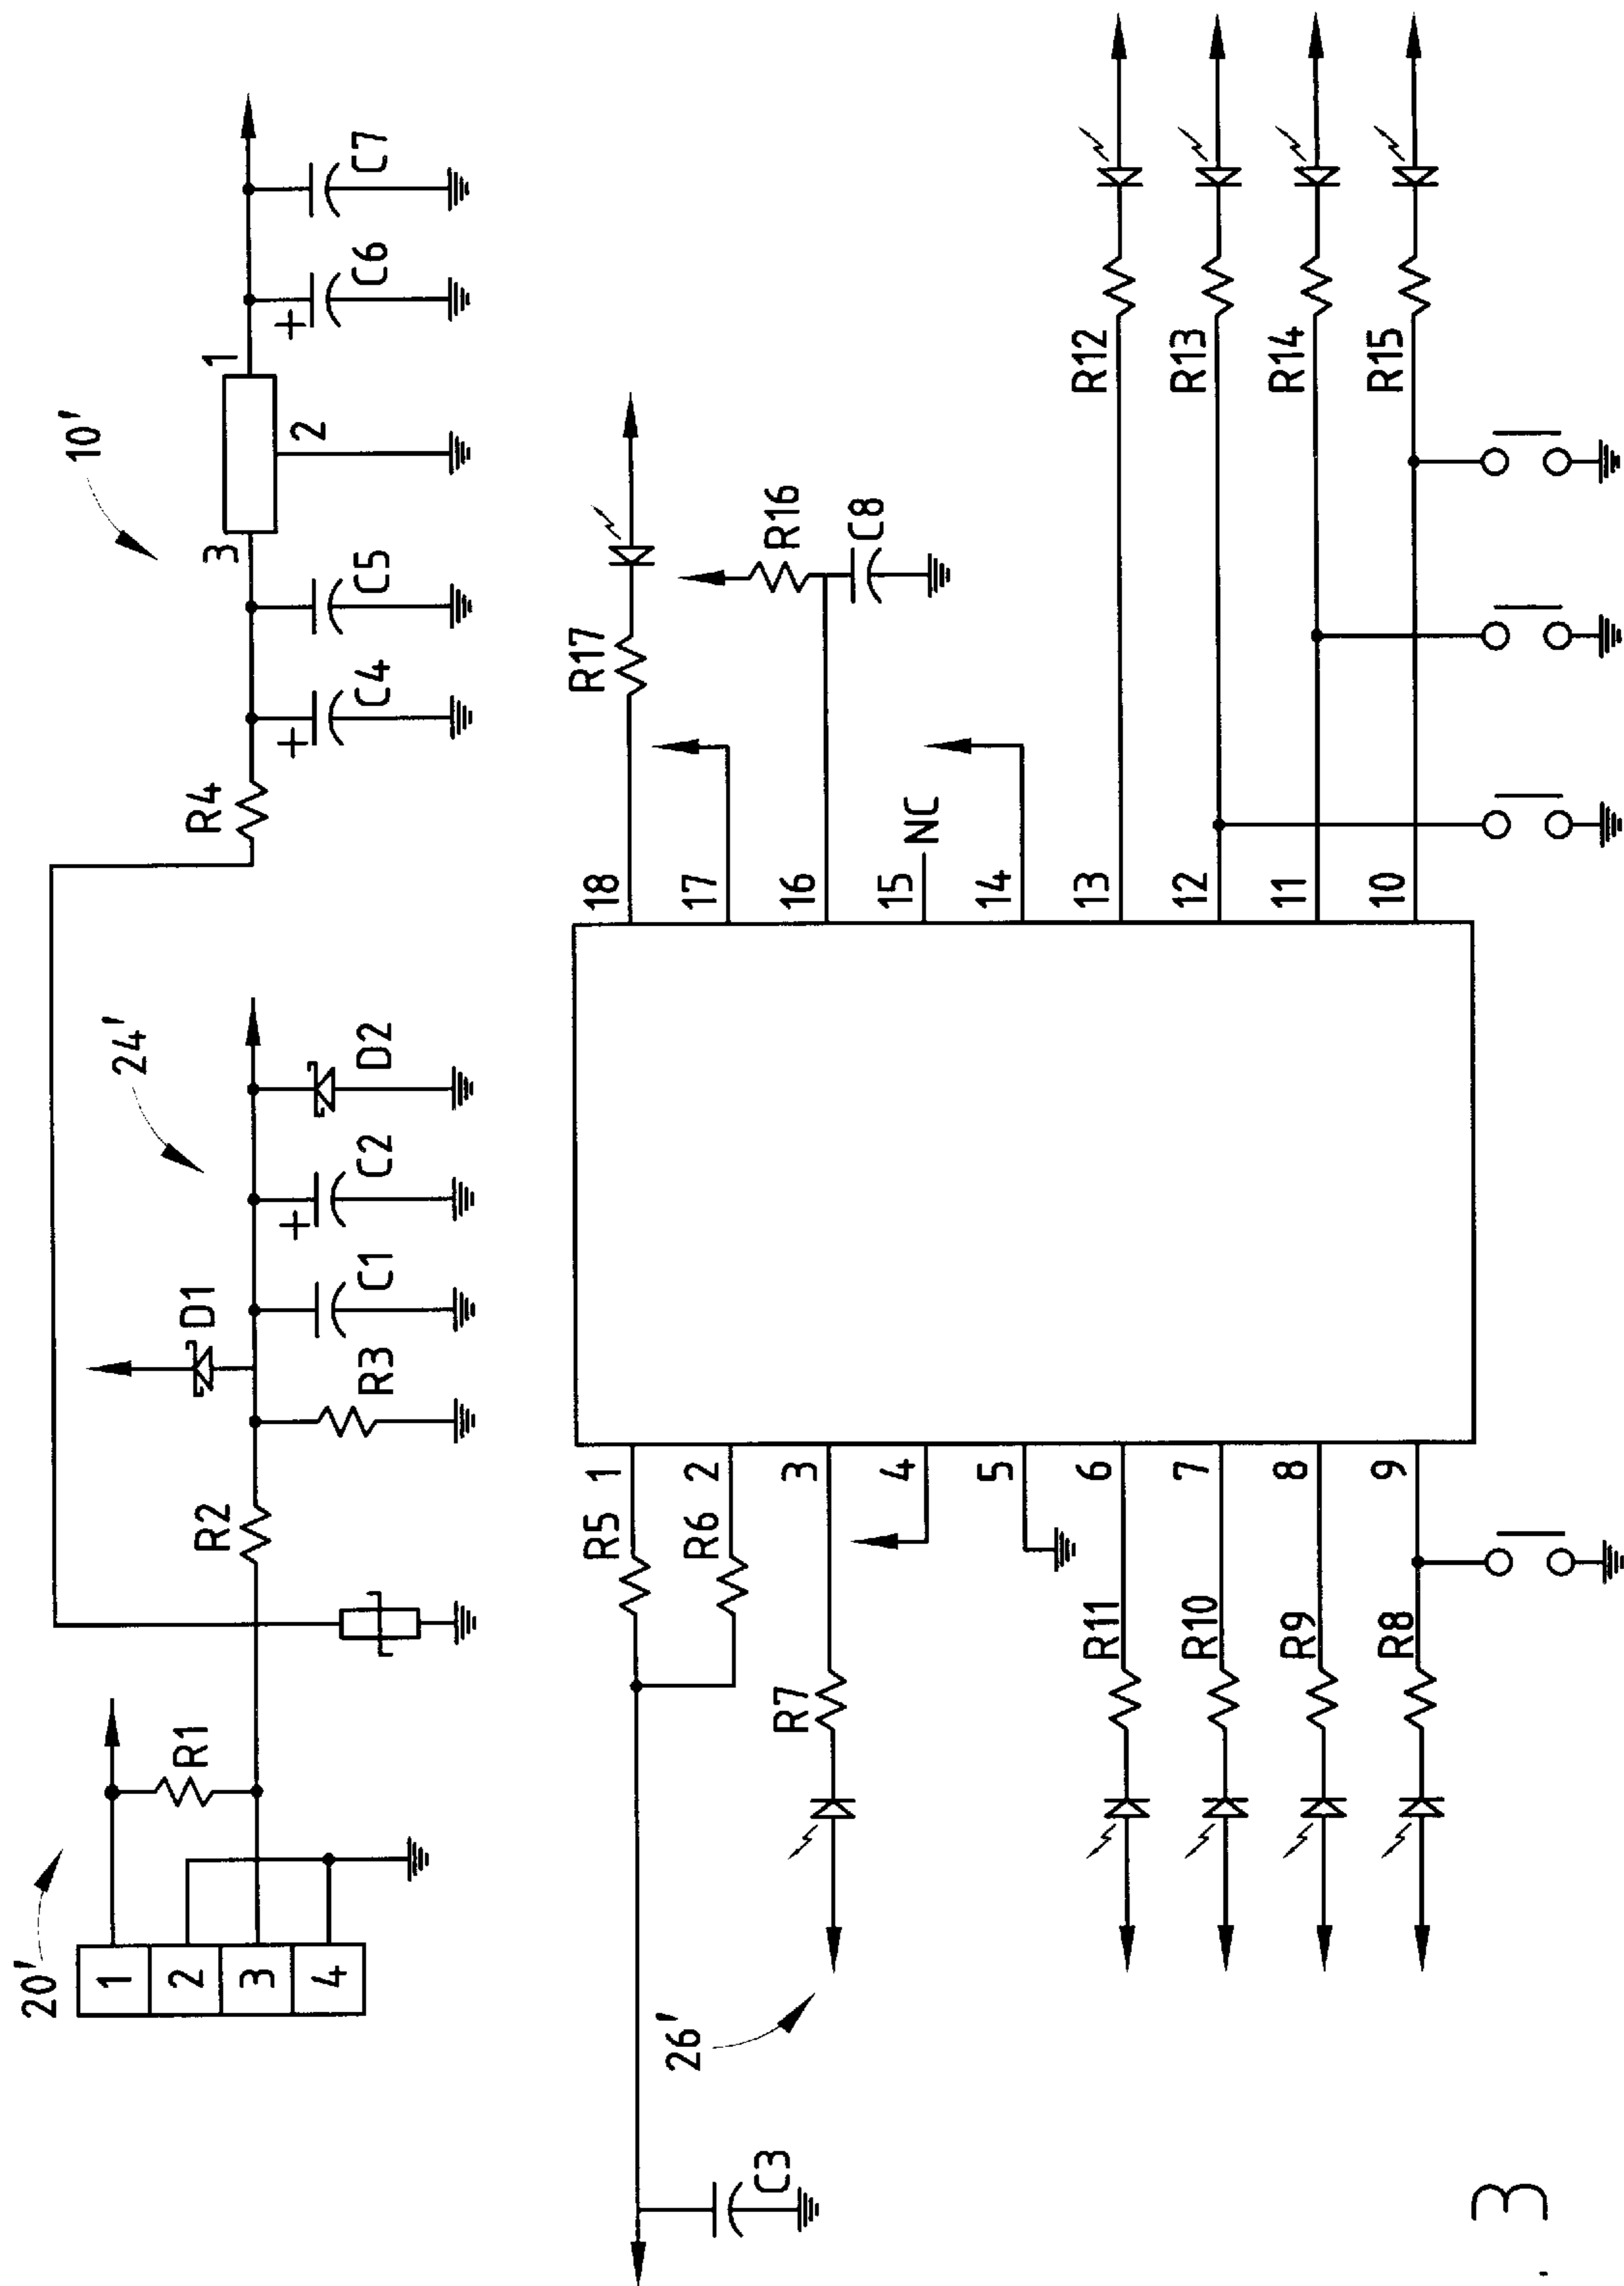 20'
10'
1
24'
2 R1 R2 D1 R4
3 1
3
2
4
R3 C1 C2 D2 C4 C5 C6 C7
R5 1 18 R17
26' R6 2 17
C3 R7 3 16 R16 C8
4 15 NC
5 14
R11 6 13 R12
R10 7 12 R13
R9 8 11 R14
R8 9 10 R15
. 3